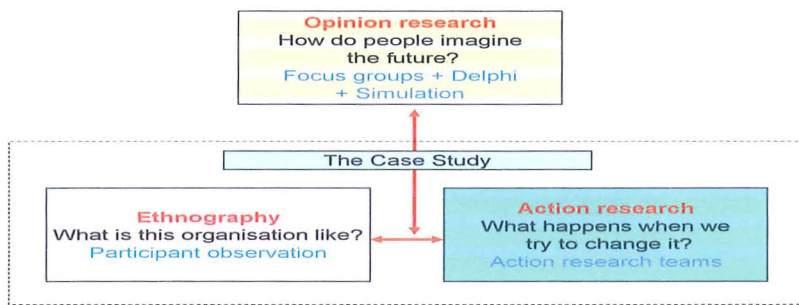 Opinion research
How do people imagine
the future?
Focus groups + Delphi
+ Simulation
The Case Study
Ethnography
What is this organisation like?
Participant observation
Action research
What happens when we
try to change it?
Action research teams